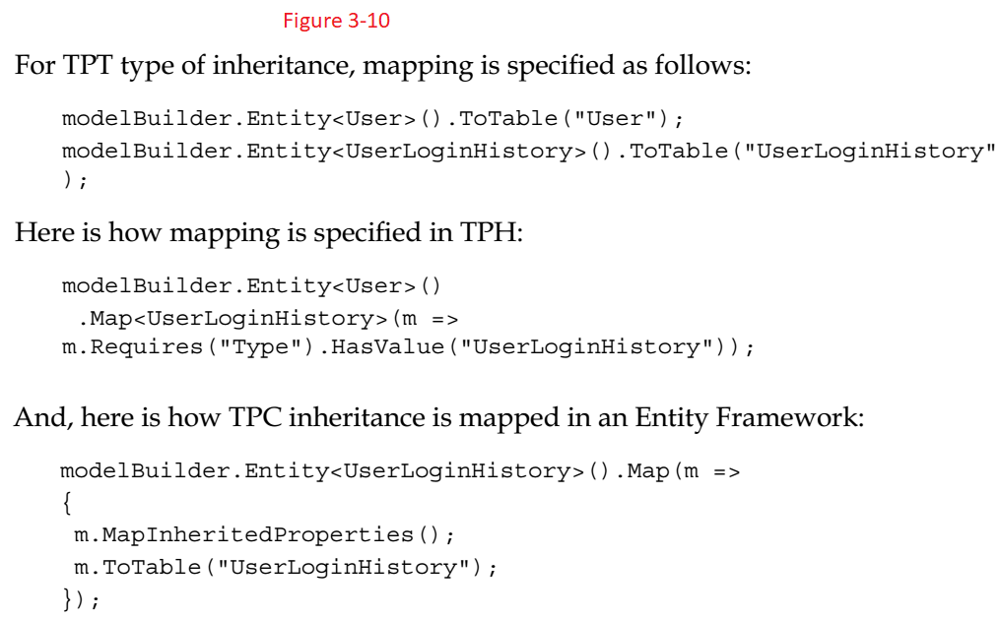 Figure 3-10
For TPT type of inheritance, mapping is specified as follows:
modelBuilder.Entity<User>().ToTable("User");
modelBuilder.Entity<UserLoginHistory>().ToTable("UserLoginHistory"
);
Here is how mapping is specified in TPH:
modelBuilder.Entity<User>()
.Map<UserLoginHistory>(m =>
m.Requires("Type").HasValue("UserLoginHistory"));
And, here is how TPC inheritance is mapped in an Entity Framework:
modelBuilder.Entity<UserLoginHistory>().Map(m =>
{
m.MapInheritedProperties();
m.ToTable("UserLoginHistory");
});